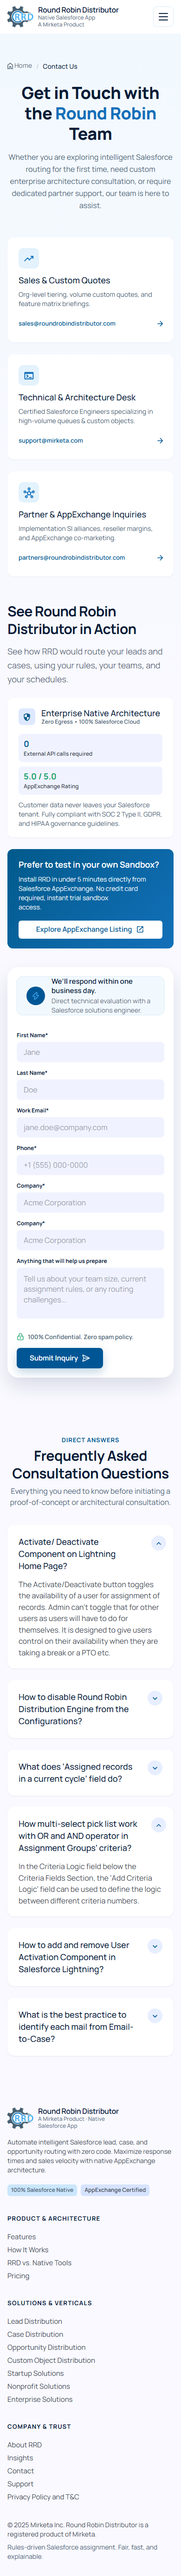 Round Robin Distributor
Native Salesforce App
A Mirketa Product
Home / Contact Us
Get in Touch with
the Round Robin
Team
Whether you are exploring intelligent Salesforce
routing for the first time, need custom
enterprise architecture consultation, or require
dedicated partner support, our team is here to
assist.
Sales & Custom Quotes
Org-level tiering, volume custom quotes, and
feature matrix briefings.
sales@roundrobindistributor.com
Technical & Architecture Desk
Certified Salesforce Engineers specializing in
high-volume queues & custom objects.
support@mirketa.com
Partner & AppExchange Inquiries
Implementation SI alliances, reseller margins,
and AppExchange co-marketing.
partners@roundrobindistributor.com
See Round Robin
Distributor in Action
See how RRD would route your leads and
cases, using your rules, your teams, and
your schedules.
Enterprise Native Architecture
Zero Egress • 100% Salesforce Cloud
0
External API calls required
5.0 / 5.0
AppExchange Rating
Customer data never leaves your Salesforce
tenant. Fully compliant with SOC 2 Type II, GDPR,
and HIPAA governance guidelines.
Prefer to test in your own Sandbox?
Install RRD in under 5 minutes directly from
Salesforce AppExchange. No credit card
required, instant trial sandbox
access.
Explore AppExchange Listing
We'll respond within one
business day.
Direct technical evaluation with a
Salesforce solutions engineer.
First Name*
Jane
Last Name*
Doe
Work Email*
jane.doe@company.com
Phone*
+1 (555) 000-0000
Company*
Acme Corporation
Company*
Acme Corporation
Anything that will help us prepare
Tell us about your team size, current
assignment rules, or any routing
challenges...
100% Confidential. Zero spam policy.
Submit Inquiry
DIRECT ANSWERS
Frequently Asked
Consultation Questions
Everything you need to know before initiating a
proof-of-concept or architectural consultation.
Activate/ Deactivate
Component on Lightning
Home Page?
The Activate/Deactivate button toggles
the availability of a user for assignment of
records. Admin can't toggle that for other
users as users will have to do for
themselves. It is designed to give users
control on their availability when they are
taking a break or a PTO etc.
How to disable Round Robin
Distribution Engine from the
Configurations?
What does 'Assigned records
in a current cycle' field do?
How multi-select pick list work
with OR and AND operator in
Assignment Groups' criteria?
In the Criteria Logic field below the
Criteria Fields Section, the 'Add Criteria
Logic' field can be used to define the logic
between different criteria numbers.
How to add and remove User
Activation Component in
Salesforce Lightning?
What is the best practice to
identify each mail from Email-
to-Case?
Round Robin Distributor
A Mirketa Product · Native
Salesforce App
Automate intelligent Salesforce lead, case, and
opportunity routing with zero code. Maximize response
times and sales velocity with native AppExchange
architecture.
100% Salesforce Native
AppExchange Certified
PRODUCT & ARCHITECTURE
Features
How It Works
RRD vs. Native Tools
Pricing
SOLUTIONS & VERTICALS
Lead Distribution
Case Distribution
Opportunity Distribution
Custom Object Distribution
Startup Solutions
Nonprofit Solutions
Enterprise Solutions
COMPANY & TRUST
About RRD
Insights
Contact
Support
Privacy Policy and T&C
© 2025 Mirketa Inc. Round Robin Distributor is a
registered product of Mirketa.
Rules-driven Salesforce assignment. Fair, fast, and
explainable.